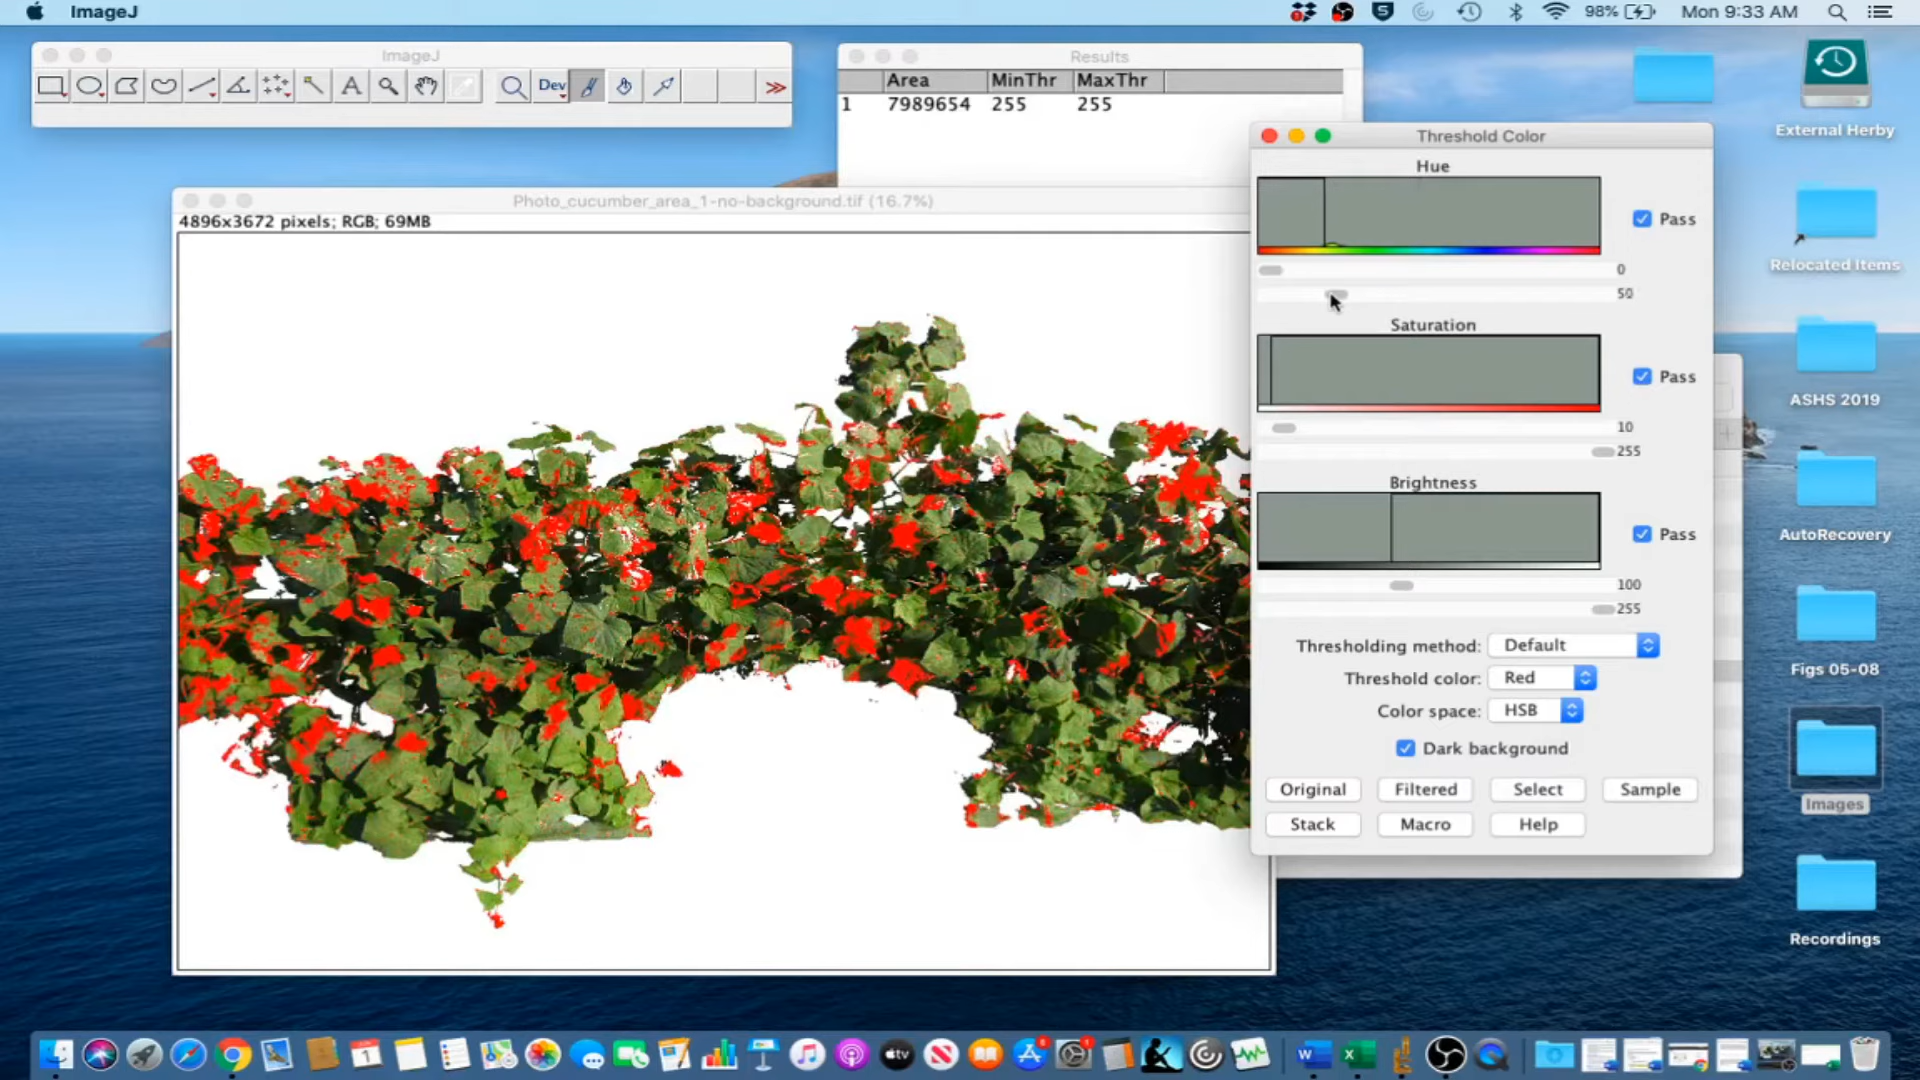 ImageJ
98%
Mon 9:33 AM
ImageJ
A
Dev
Results
Area MinThr MaxThr
1 7989654 255 255
External Herby
Relocated Items
ASHS 2019
AutoRecovery
Figs 05-08
Images
Recordings
Photo_cucumber_area_1-no-background.tif (16.7%)
4896x3672 pixels; RGB; 69MB
Threshold Color
Hue
Pass
0
50
Saturation
Pass
10
255
Brightness
Pass
100
255
Thresholding method: Default
Threshold color: Red
Color space: HSB
Dark background
Original Filtered Select Sample
Stack Macro Help